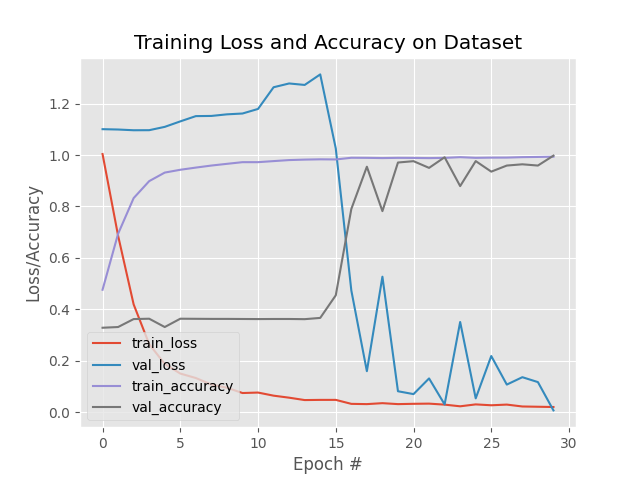 Training Loss and Accuracy on Dataset
Loss/Accuracy
1.2
1.0
0.8
0.6
0.4
0.2
0.0
train_loss
val_loss
train_accuracy
val_accuracy
0 5 10 15 20 25 30
Epoch #